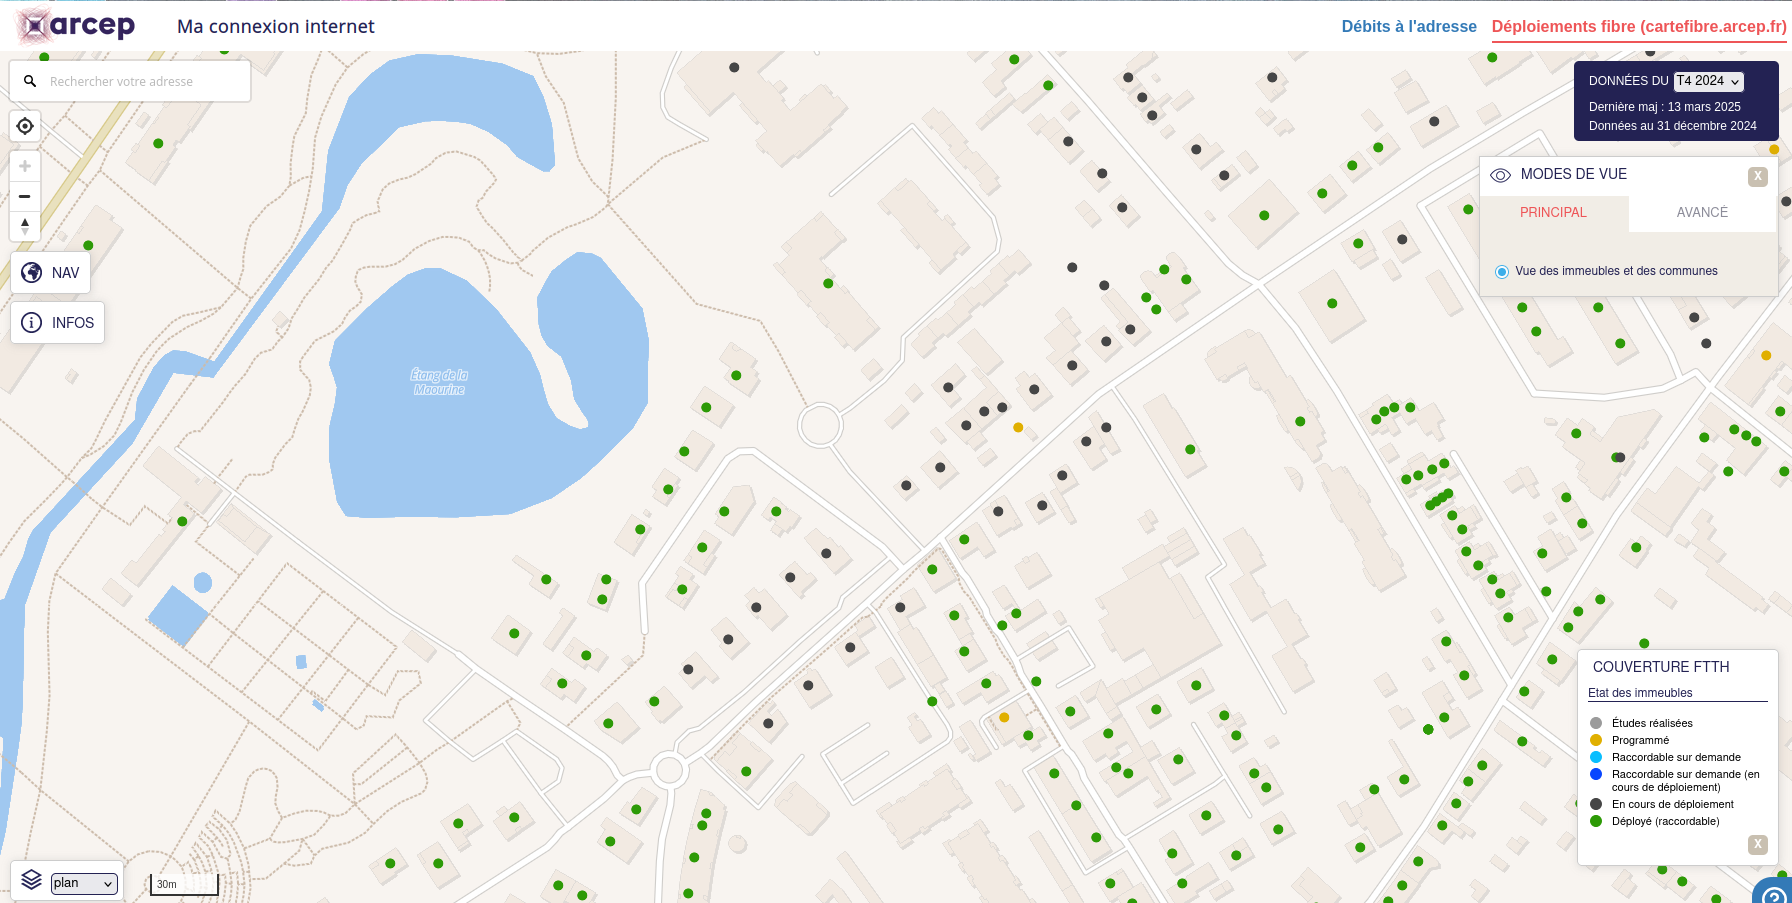 arcep
Ma connexion internet
Débits à l'adresse
Déploiements fibre (cartefibre.arcep.fr)
Rechercher votre adresse
DONNÉES DU T4 2024
Dernière maj : 13 mars 2025
Données au 31 décembre 2024
MODES DE VUE
X
PRINCIPAL
AVANCÉ
Vue des immeubles et des communes
NAV
INFOS
Étang de la
Maourine
COUVERTURE FTTH
Etat des immeubles
Études réalisées
Programmé
Raccordable sur demande
Raccordable sur demande (en
cours de déploiement)
En cours de déploiement
Déployé (raccordable)
X
plan
30m